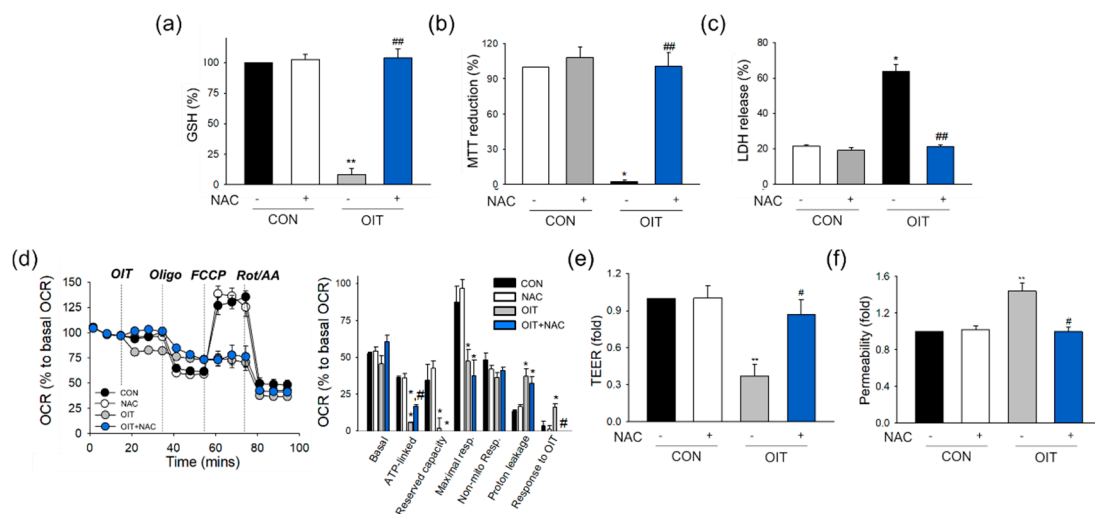 (a)
GSH (%)
125
100
75
50
25
0
**
##
NAC - + - +
CON OIT
(b)
MTT reduction (%)
120
90
60
30
0
*
##
NAC - + - +
CON OIT
(c)
LDH release (%)
80
60
40
20
0
*
##
NAC - + - +
CON OIT
(d)
OIT Oligo FCCP Rot/AA
OCR (% to basal OCR)
150
125
100
75
50
25
0
0 20 40 60 80 100
Time (mins)
CON
NAC
OIT
OIT+NAC
OCR (% to basal OCR)
100
75
50
25
0
CON
NAC
OIT
OIT+NAC
* * # * * * * * * * #
Basal
ATP-linked
Reserved capacity
Maximal resp.
Non-mito Resp.
Proton leakage
Response to OIT
(e)
TEER (fold)
1.2
0.9
0.6
0.3
0.0
**
#
NAC - + - +
CON OIT
(f)
Permeability (fold)
1.6
1.2
0.8
0.4
0.0
**
#
NAC - + - +
CON OIT